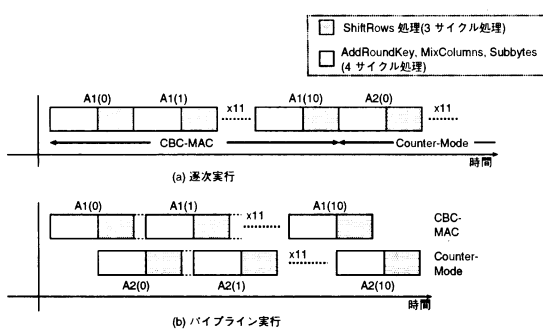 ShiftRows 処理(3 サイクル処理)
AddRoundKey, MixColumns, Subbytes
(4 サイクル処理)
A1(0) A1(1) x11 A1(10) A2(0) x11
CBC-MAC Counter-Mode
時間
(a) 逐次実行
A1(0) A1(1) x11 A1(10)
CBC-
MAC
x11
Counter-
Mode
A2(0) A2(1) A2(10)
時間
(b) パイプライン実行